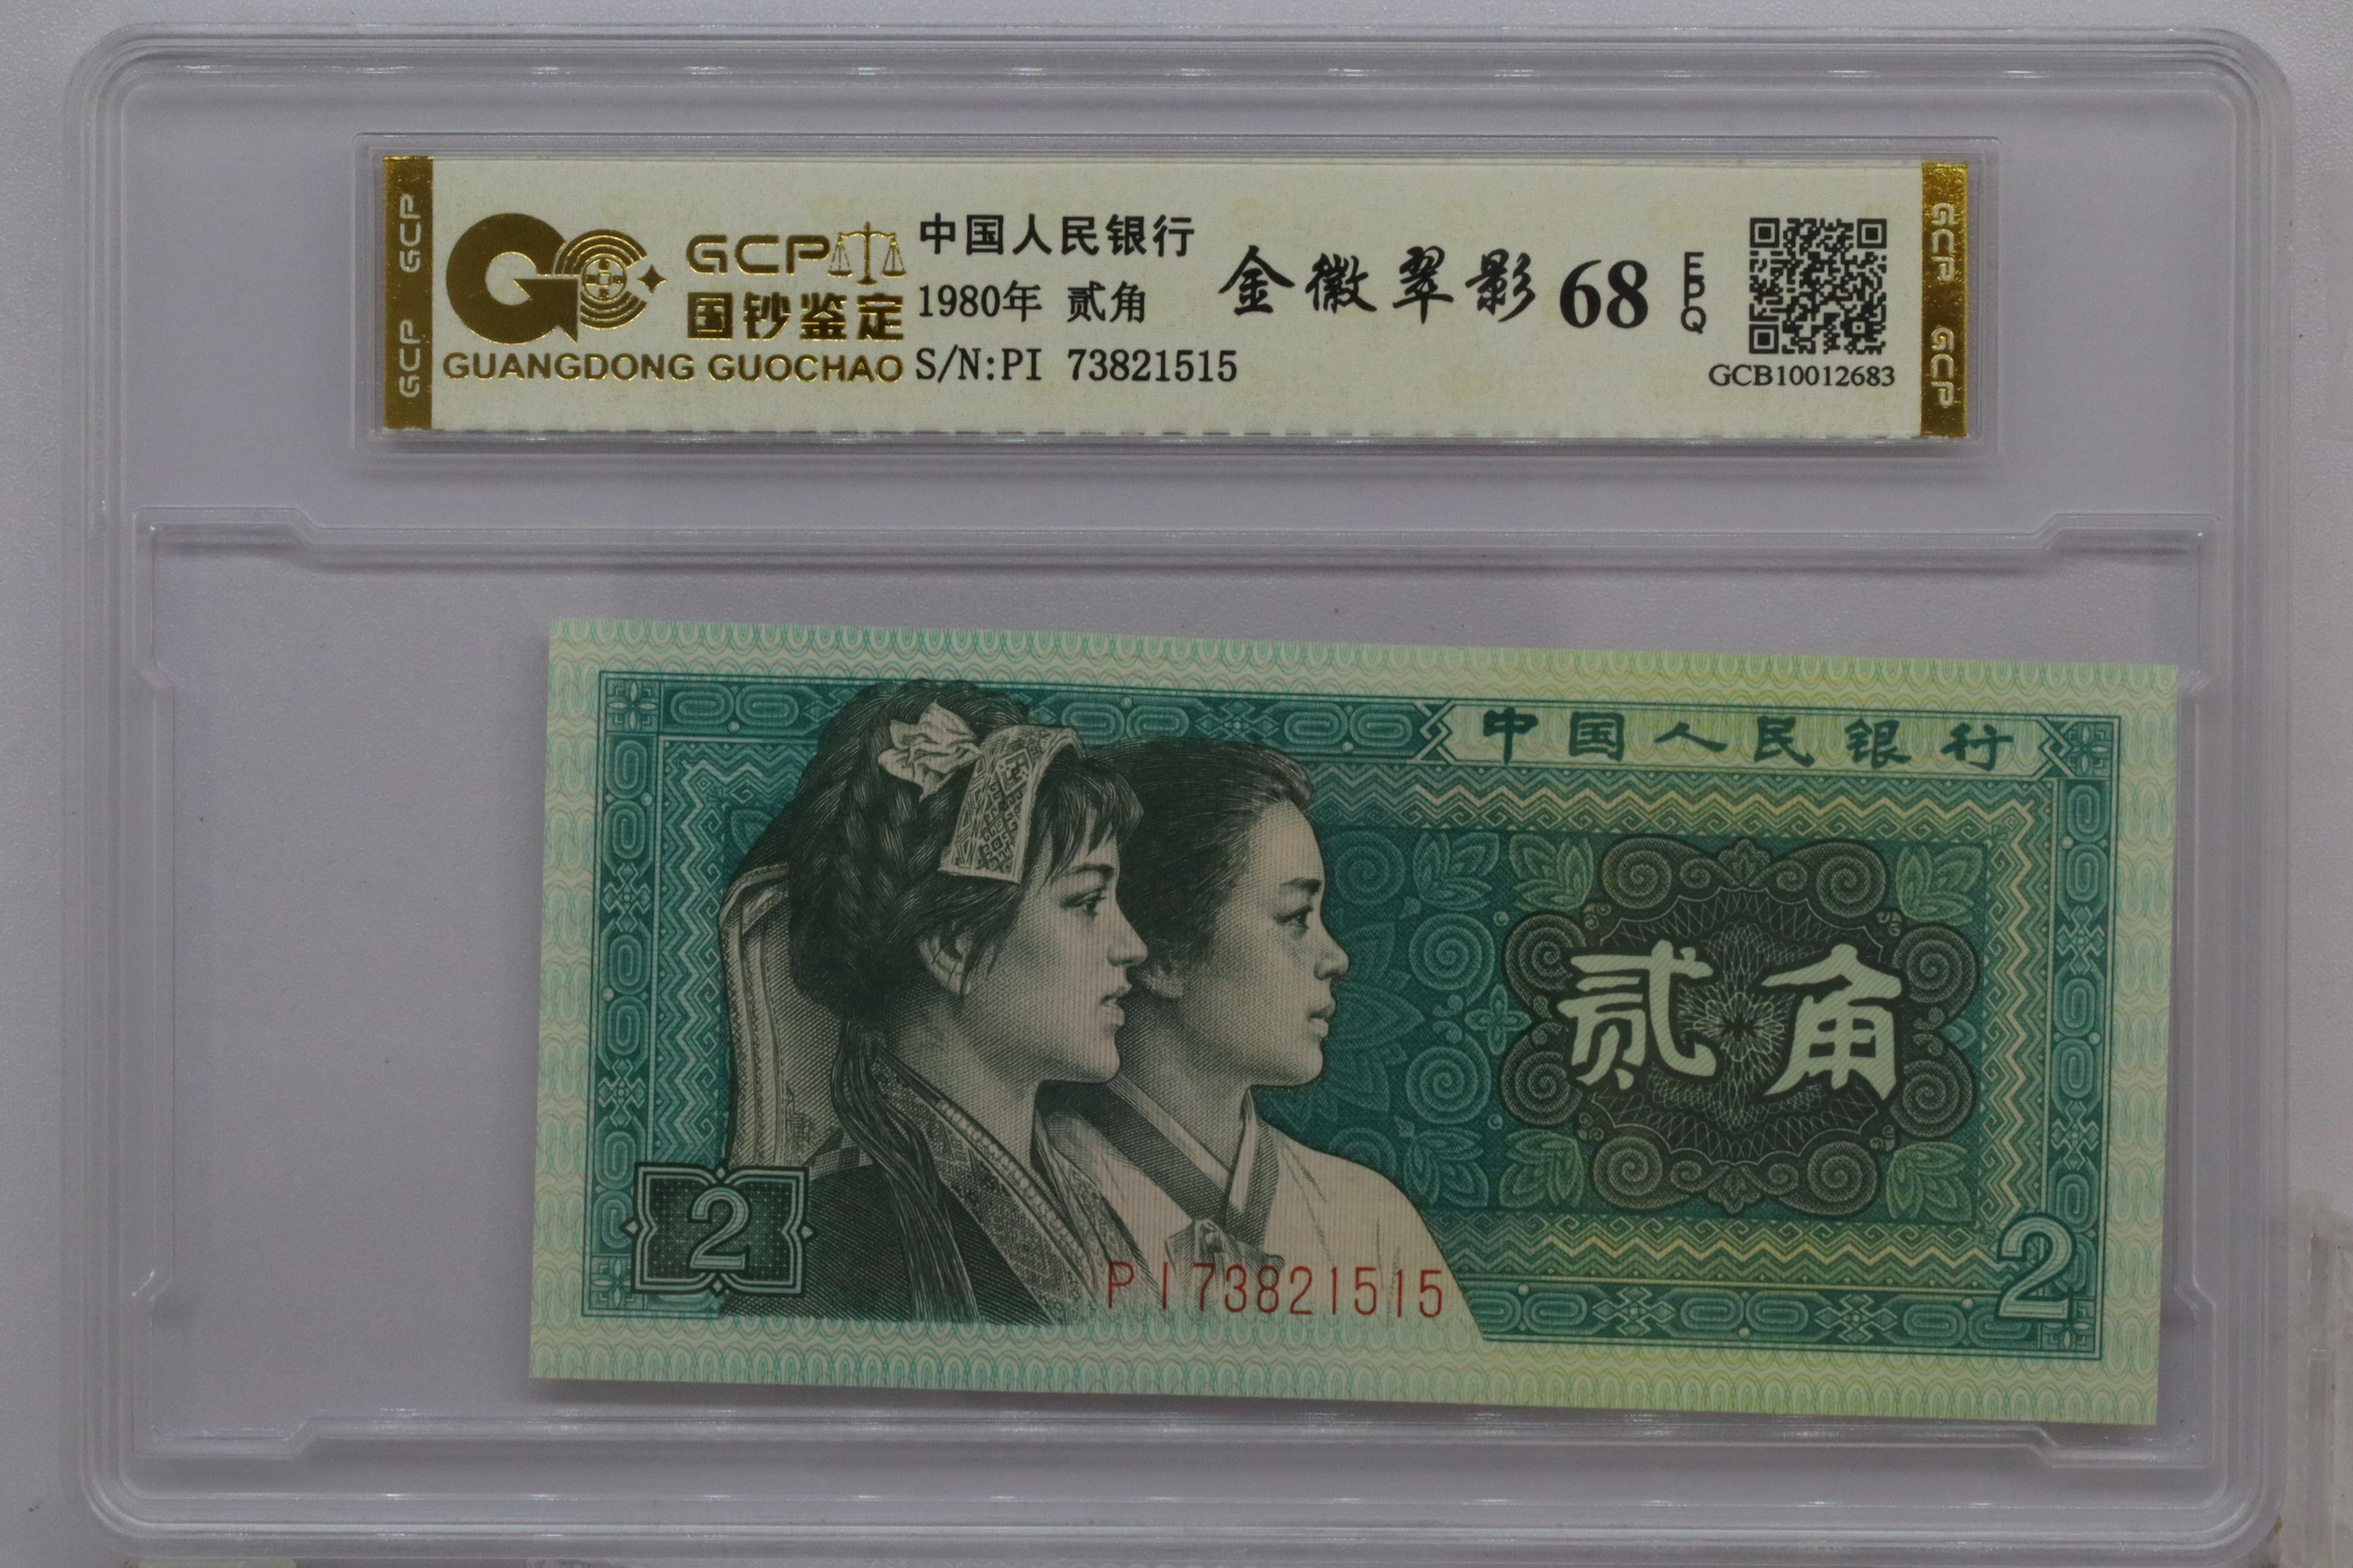 GCP GCP
GCP
国钞鉴定
GUANGDONG GUOCHAO
中国人民银行
1980年 贰角
S/N:PI 73821515
金徽翠影 68 EPQ
GCB10012683
GCP GCP
中国人民银行
贰角
2
PI73821515
2